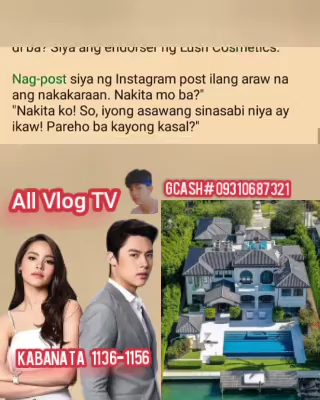 di ba? Siya ang endorser ng Lush Cosmetics.
Nag-post siya ng Instagram post ilang araw na
ang nakakaraan. Nakita mo ba?"
"Nakita ko! So, iyong asawang sinasabi niya ay
ikaw! Pareho ba kayong kasal?"
All Vlog TV
GCASH# 09310687321
KABANATA 1136-1156